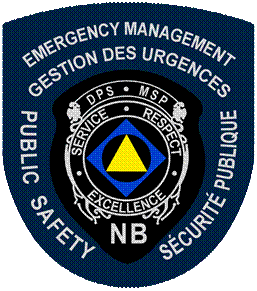 EMERGENCY MANAGEMENT
GESTION DES URGENCES
PUBLIC SAFETY
SÉCURITÉ PUBLIQUE
DPS • MSP
SERVICE • RESPECT
EXCELLENCE
NB